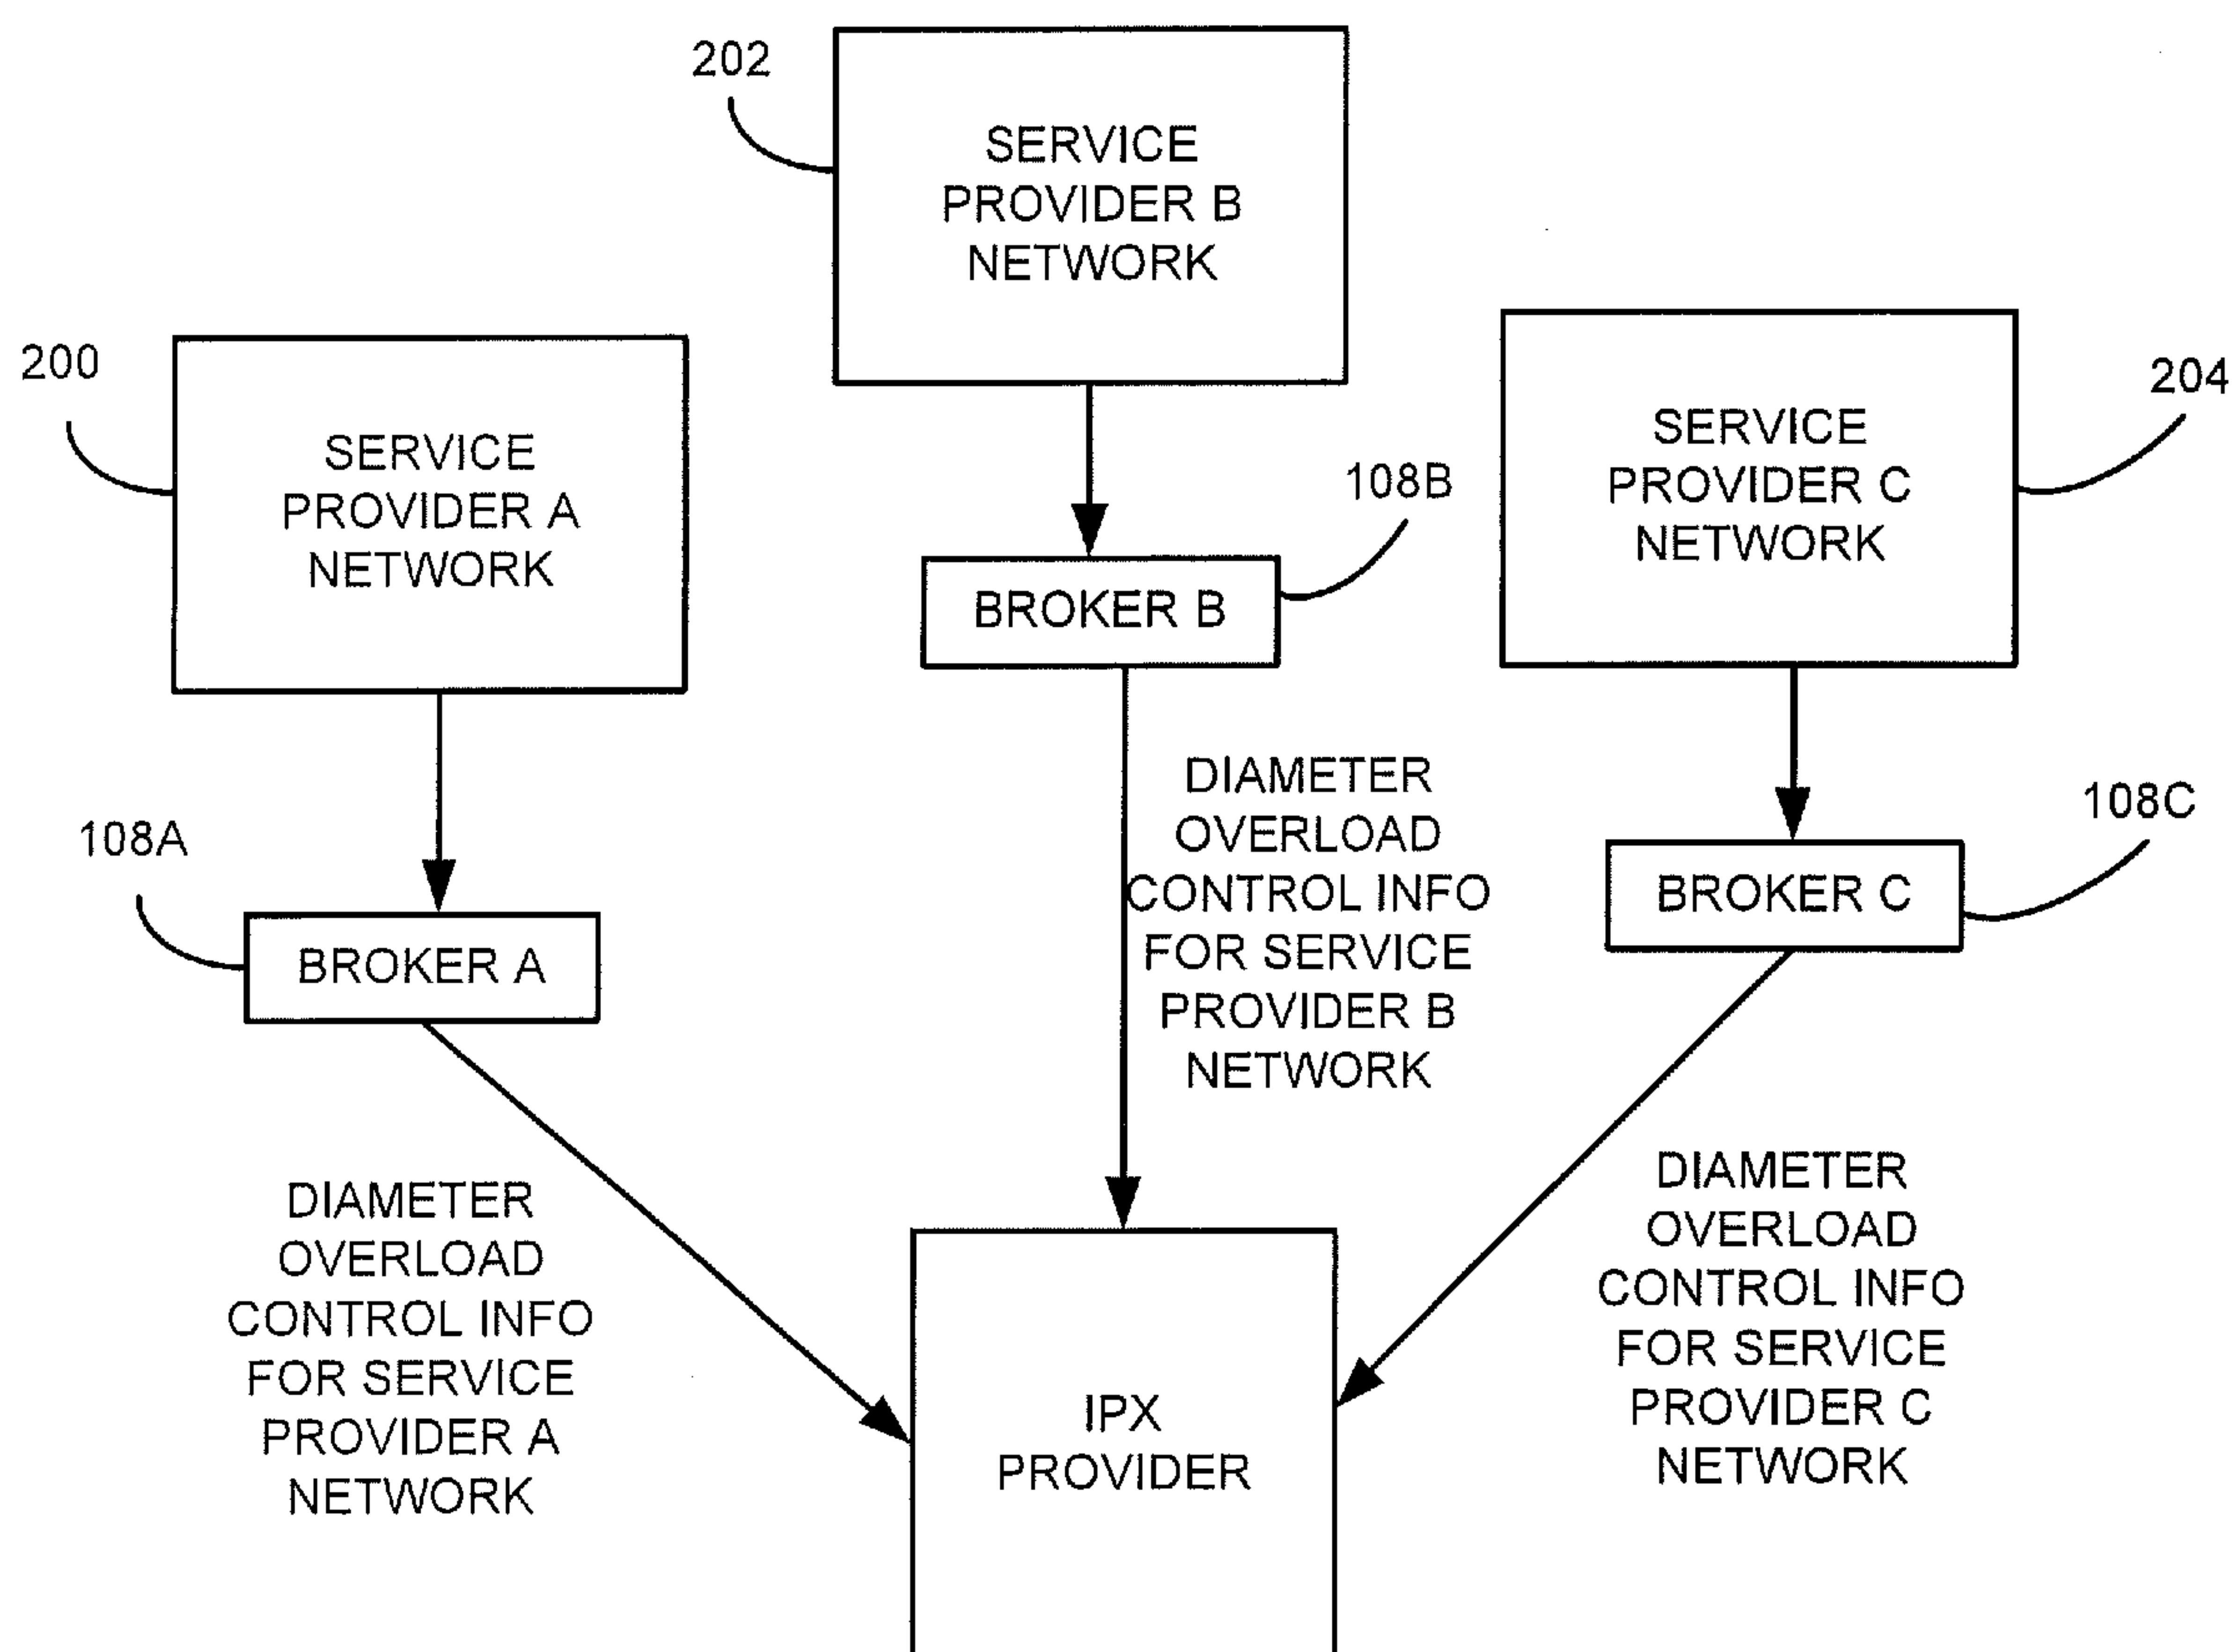 202
SERVICE
PROVIDER B
NETWORK
200
SERVICE
PROVIDER A
NETWORK
204
SERVICE
PROVIDER C
NETWORK
108B
BROKER B
108A
BROKER A
108C
BROKER C
DIAMETER
OVERLOAD
CONTROL INFO
FOR SERVICE
PROVIDER B
NETWORK
DIAMETER
OVERLOAD
CONTROL INFO
FOR SERVICE
PROVIDER A
NETWORK
IPX
PROVIDER
DIAMETER
OVERLOAD
CONTROL INFO
FOR SERVICE
PROVIDER C
NETWORK